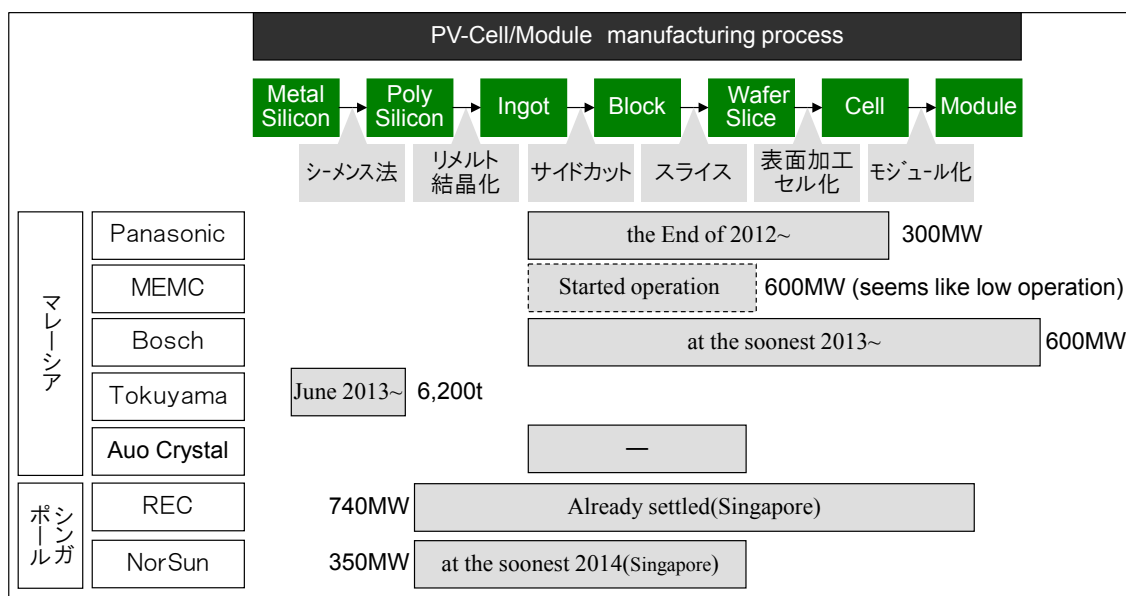 PV-Cell/Module manufacturing process
Metal
Silicon
Poly
Silicon
Ingot
Block
Wafer
Slice
Cell
Module
シーメンス法
リメルト
結晶化
サイドカット
スライス
表面加工
セル化
モジュール化
マレーシア
Panasonic
the End of 2012~
300MW
MEMC
Started operation
600MW (seems like low operation)
Bosch
at the soonest 2013~
600MW
Tokuyama
June 2013~
6,200t
Auo Crystal
—
シンガ
ポール
REC
740MW
Already settled(Singapore)
NorSun
350MW
at the soonest 2014(Singapore)